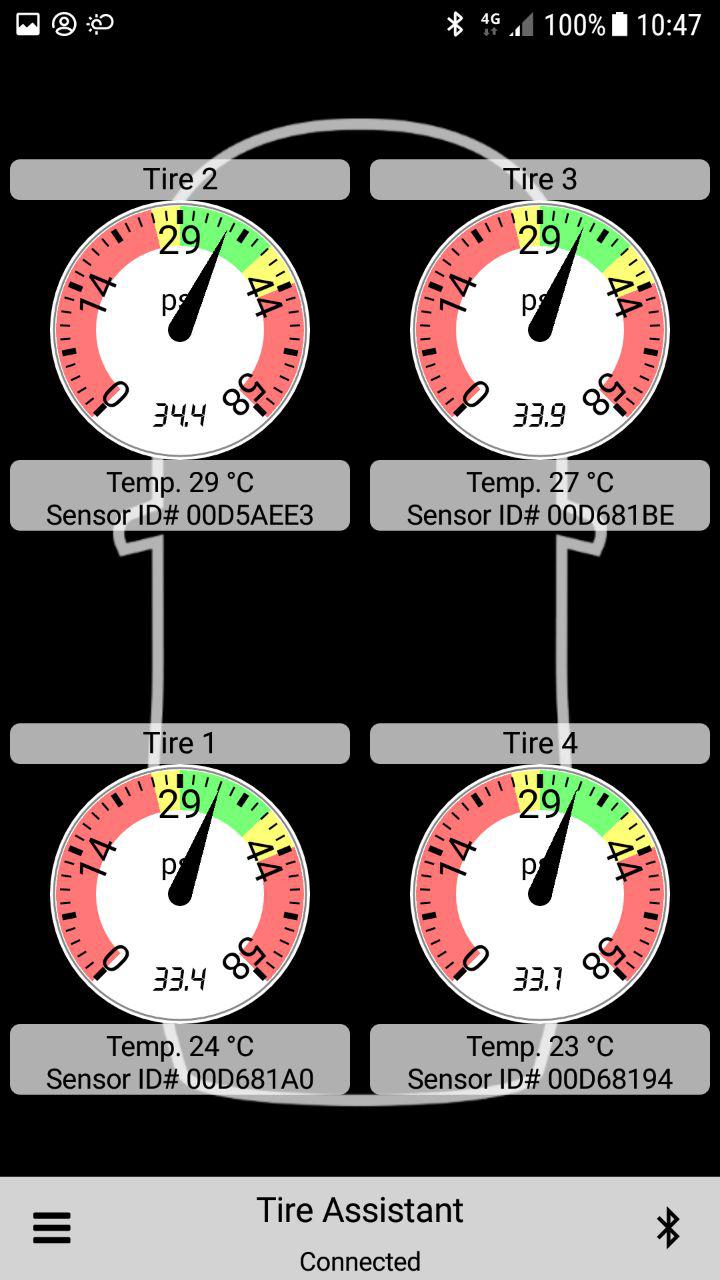 4G 100% 10:47
Tire 2
29
14 44
ps
0 58
34.4
Temp. 29 °C
Sensor ID# 00D5AEE3
Tire 3
29
14 44
ps
0 58
33.9
Temp. 27 °C
Sensor ID# 00D681BE
Tire 1
29
14 44
ps
0 58
33.4
Temp. 24 °C
Sensor ID# 00D681A0
Tire 4
29
14 44
ps
0 58
33.1
Temp. 23 °C
Sensor ID# 00D68194
Tire Assistant
Connected